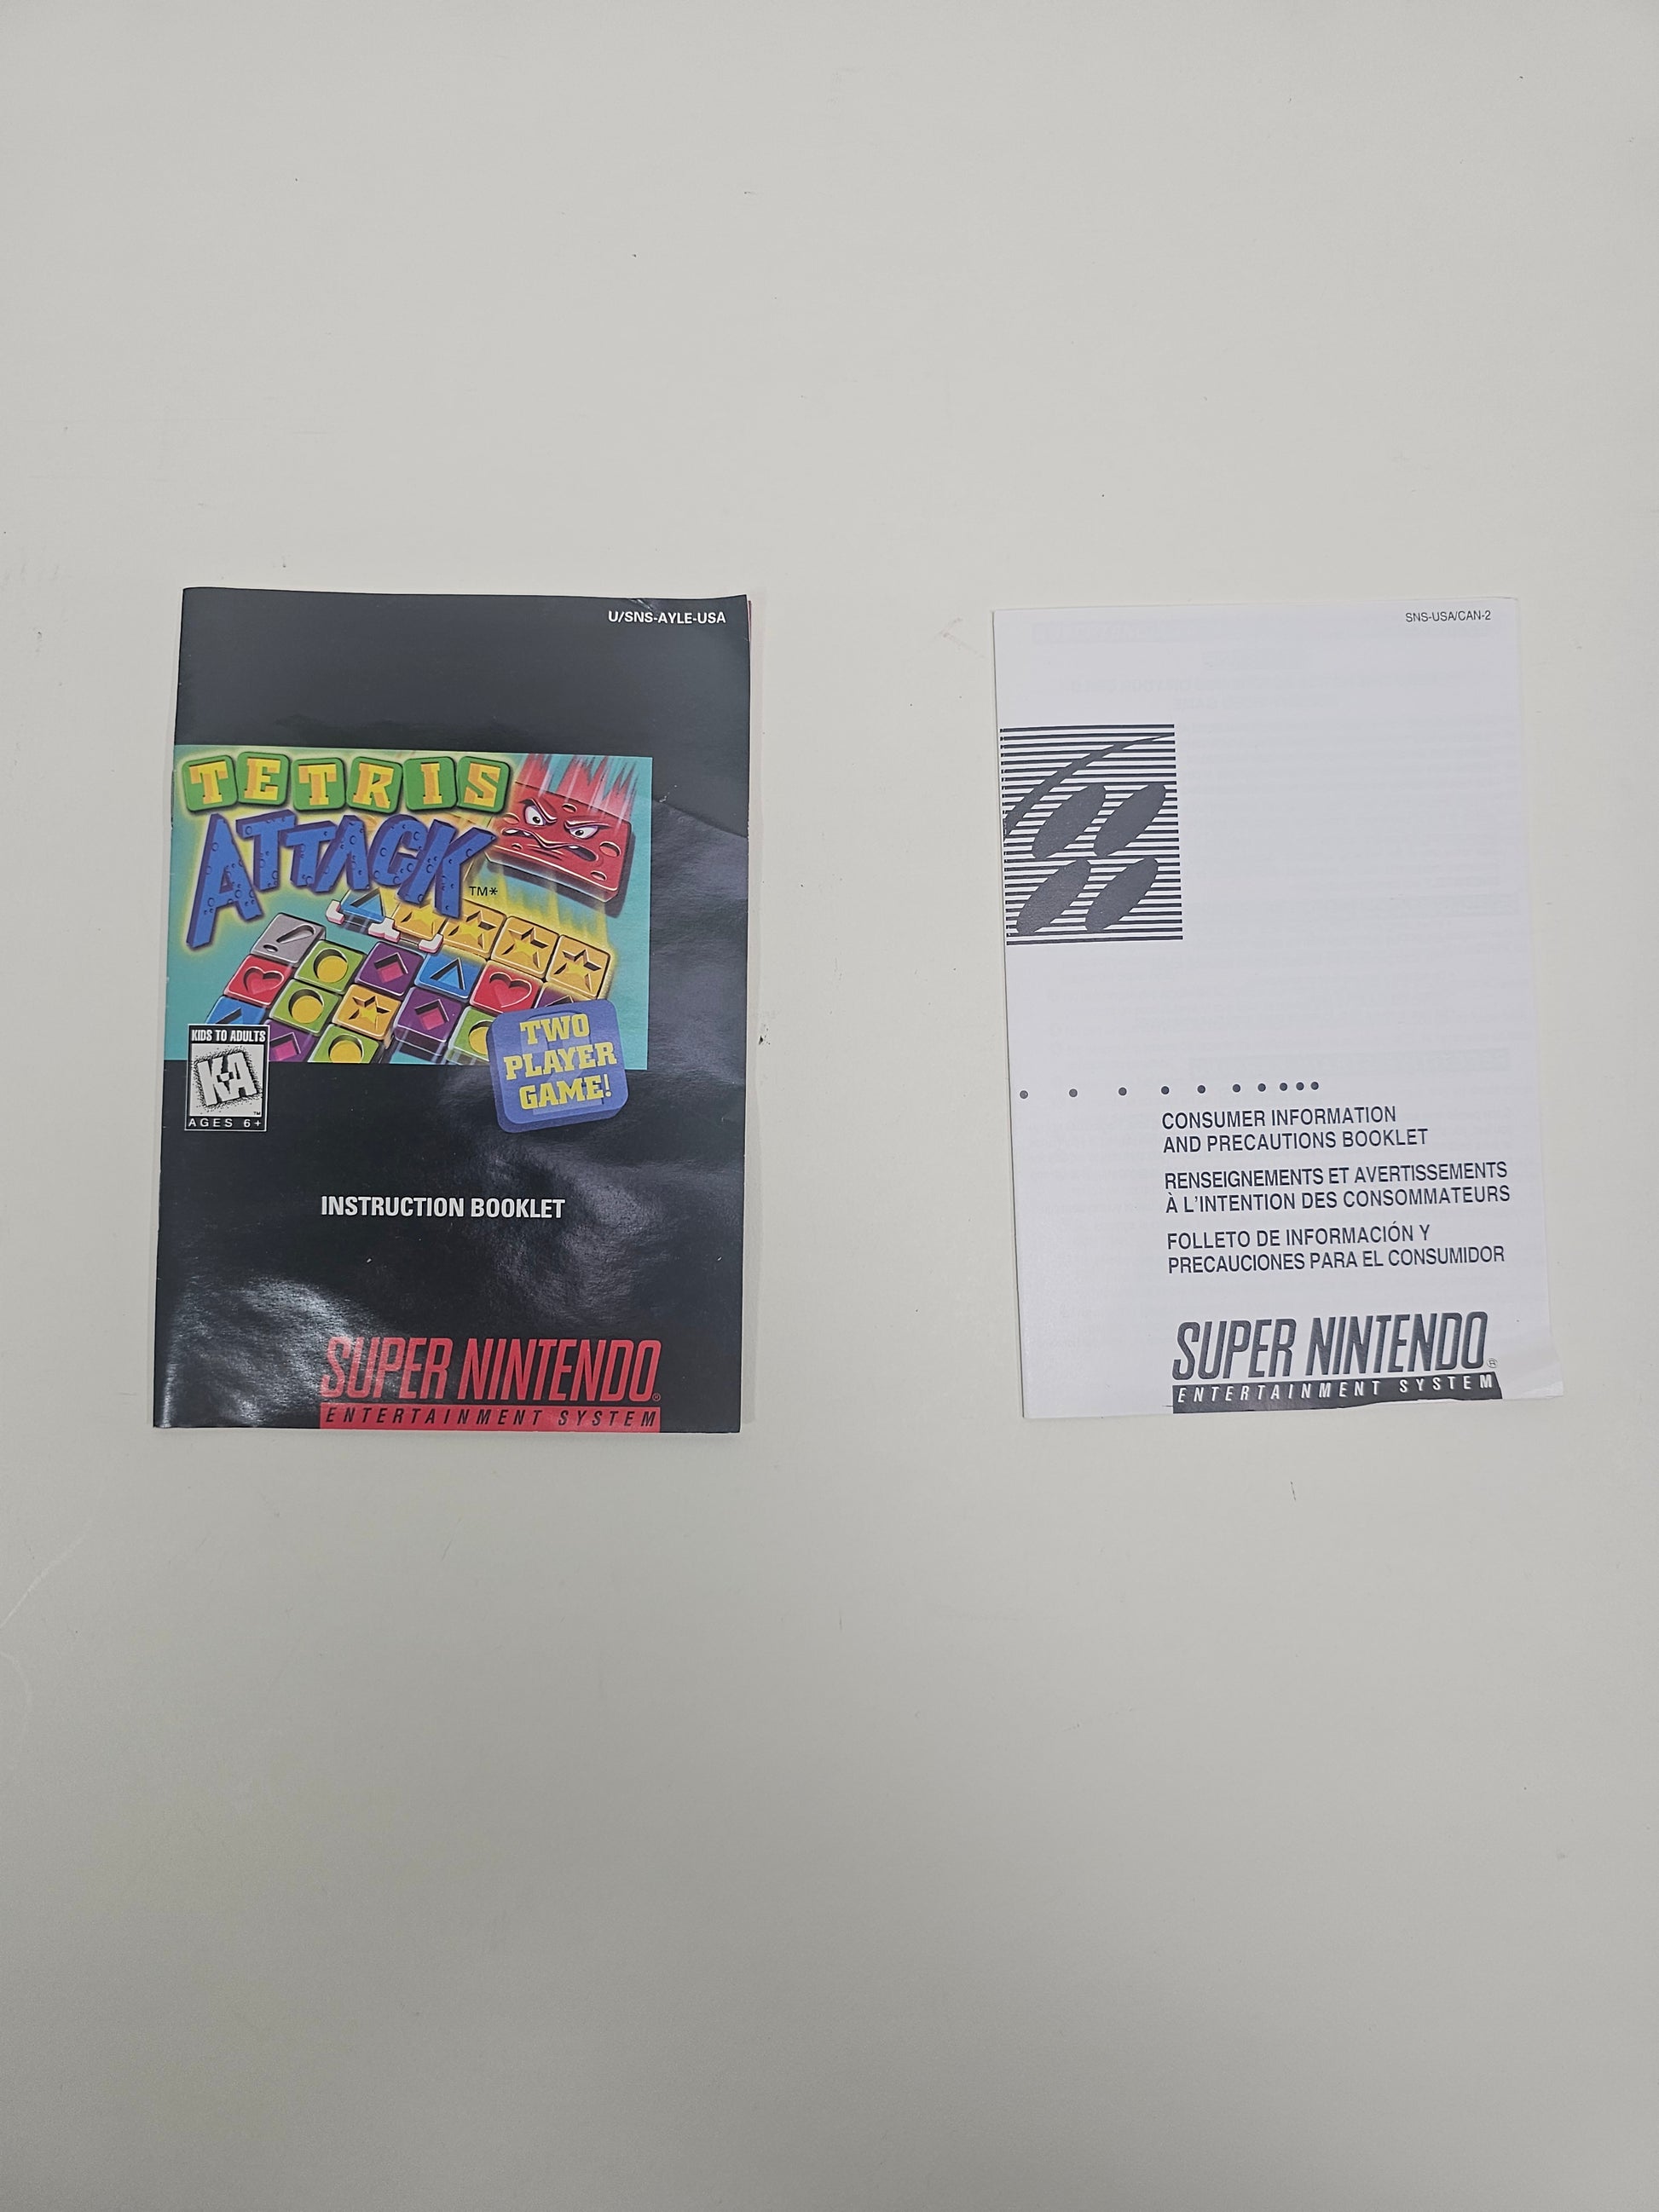 U/SNS-AYLE-USA
TETRIS
ATTACK
TM*
KIDS TO ADULTS
K-A
TM
AGES 6+
TWO
PLAYER
GAME!
INSTRUCTION BOOKLET
SUPER NINTENDO®
ENTERTAINMENT SYSTEM
SNS-USA/CAN-2
CONSUMER INFORMATION
AND PRECAUTIONS BOOKLET
RENSEIGNEMENTS ET AVERTISSEMENTS
À L'INTENTION DES CONSOMMATEURS
FOLLETO DE INFORMACIÓN Y
PRECAUCIONES PARA EL CONSUMIDOR
SUPER NINTENDO®
ENTERTAINMENT SYSTEM